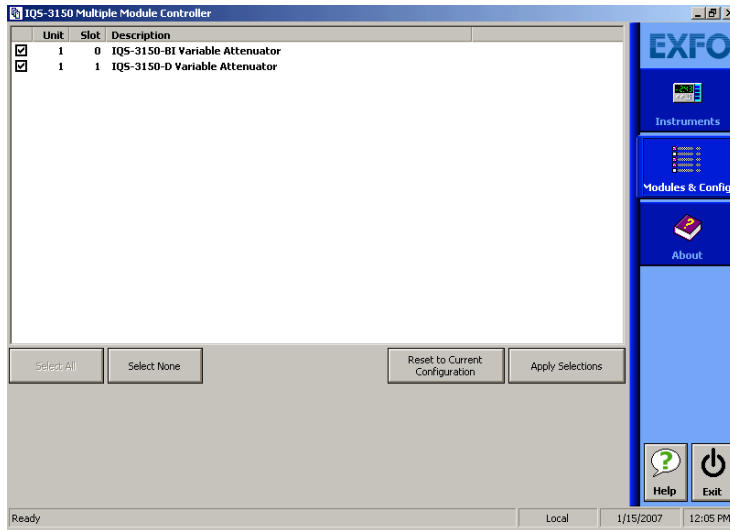 IQS-3150 Multiple Module Controller
Unit Slot Description
1 0 IQS-3150-BI Variable Attenuator
1 1 IQS-3150-D Variable Attenuator
Select All
Select None
Reset to Current
Configuration
Apply Selections
EXFO
Instruments
Modules & Config
About
Help
Exit
Ready
Local
1/15/2007
12:05 PM